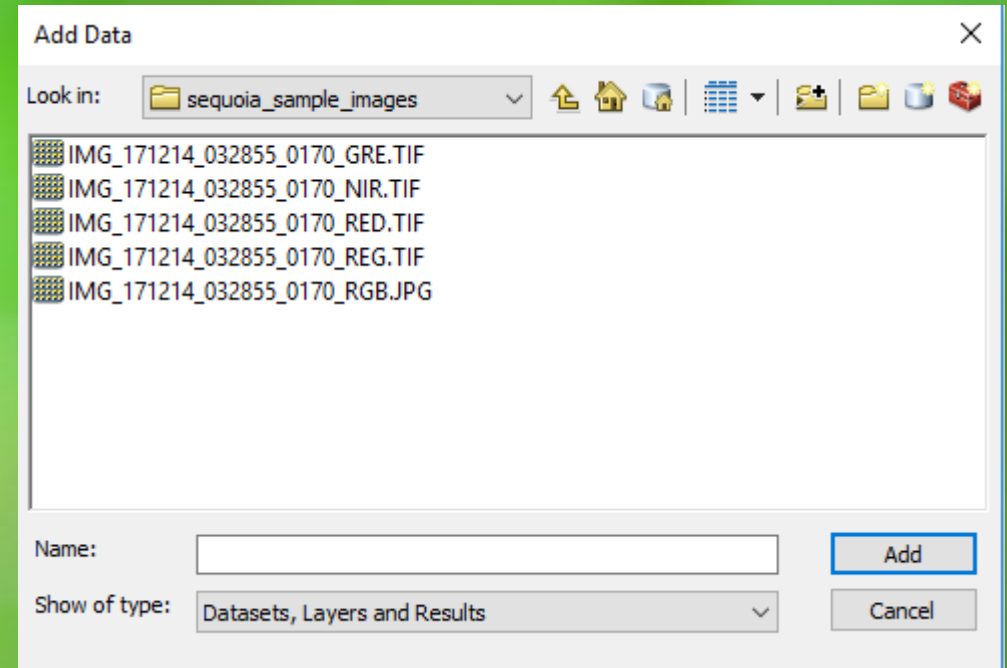 Add Data
Look in: sequoia_sample_images
IMG_171214_032855_0170_GRE.TIF
IMG_171214_032855_0170_NIR.TIF
IMG_171214_032855_0170_RED.TIF
IMG_171214_032855_0170_REG.TIF
IMG_171214_032855_0170_RGB.JPG
Name: Add
Show of type: Datasets, Layers and Results Cancel